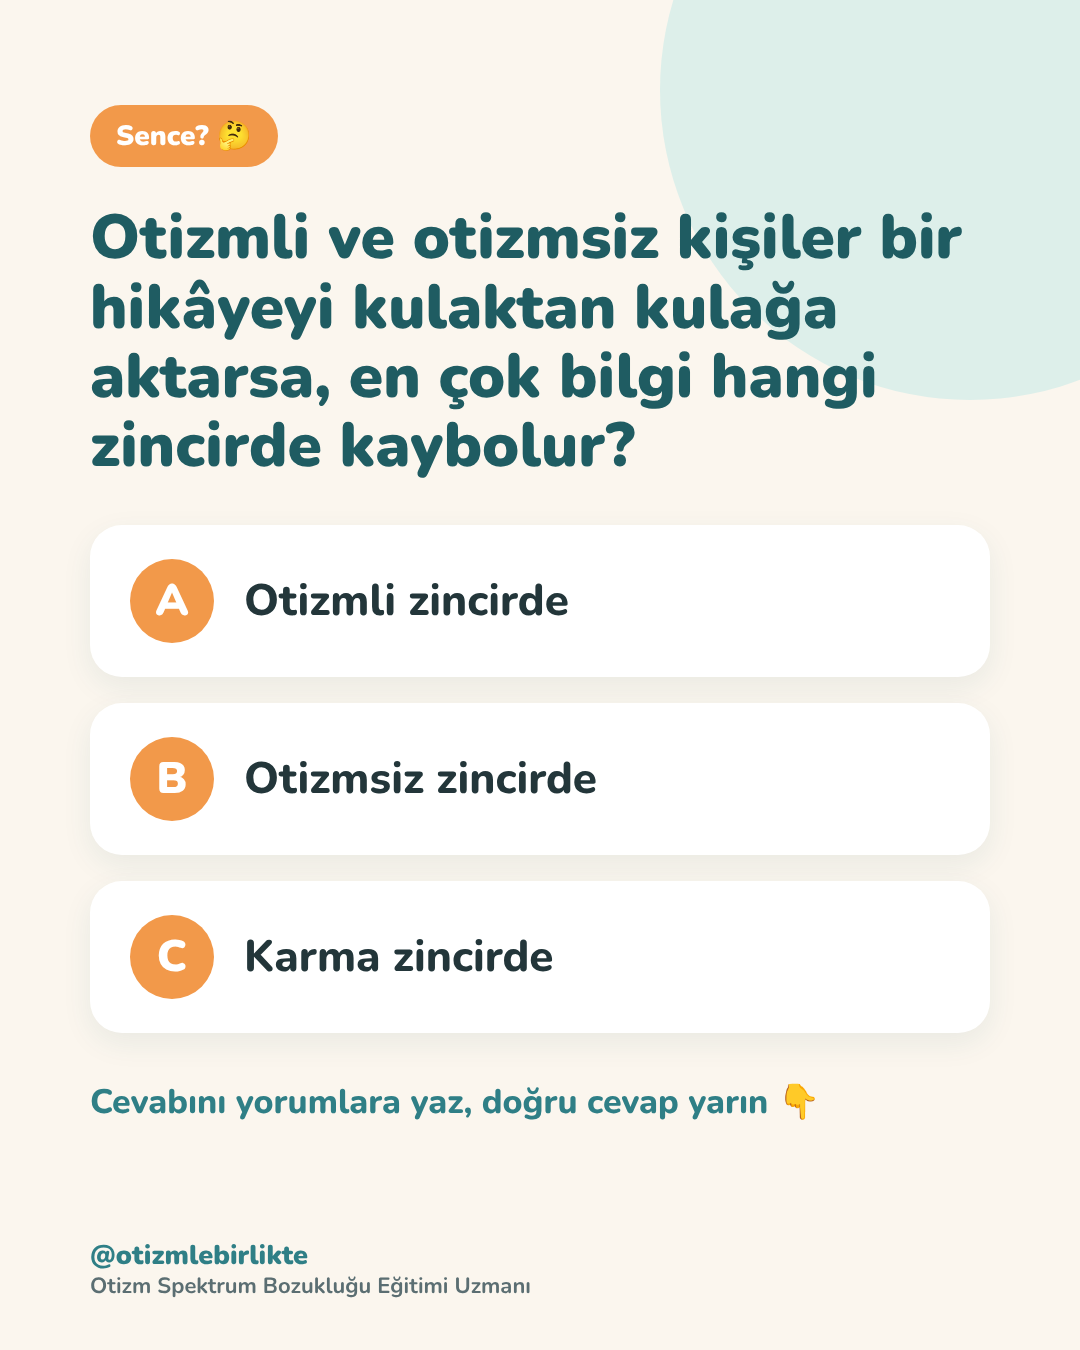 Sence? 🤔
Otizmli ve otizmsiz kişiler bir
hikâyeyi kulaktan kulağa
aktarsa, en çok bilgi hangi
zincirde kaybolur?
A Otizmli zincirde
B Otizmsiz zincirde
C Karma zincirde
Cevabını yorumlara yaz, doğru cevap yarın 👇
@otizmlebirlikte
Otizm Spektrum Bozukluğu Eğitimi Uzmanı